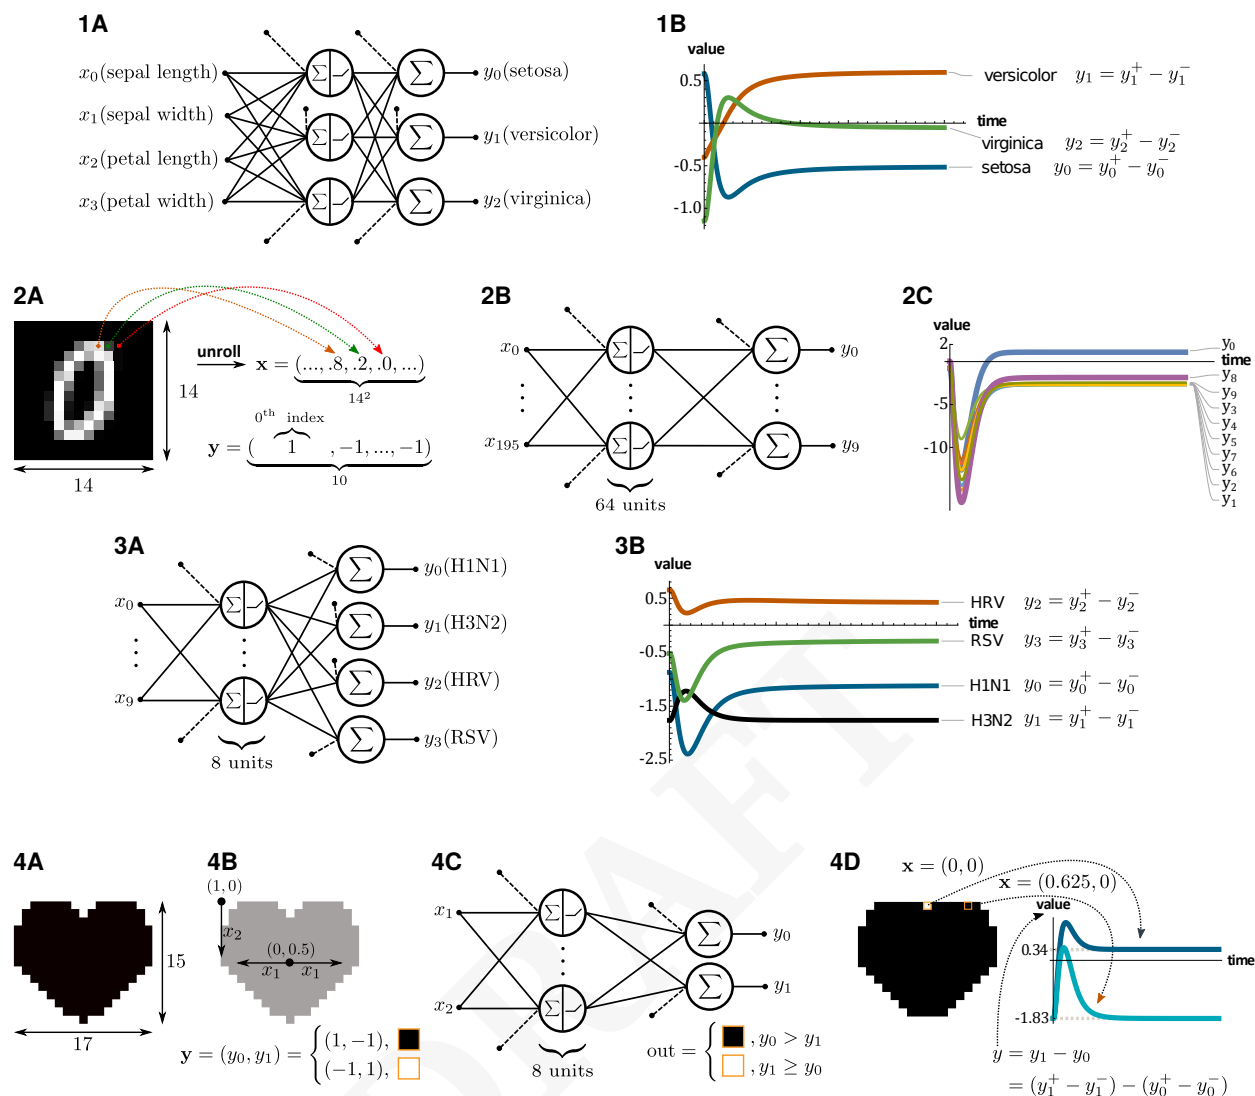 1A
x₀(sepal length)
x₁(sepal width)
x₂(petal length)
x₃(petal width)
∑
∑
∑
∑
∑
∑
y₀(setosa)
y₁(versicolor)
y₂(virginica)
1B
value
0.5
-0.5
-1.0
time
versicolor y₁ = y₁⁺ − y₁⁻
virginica y₂ = y₂⁺ − y₂⁻
setosa y₀ = y₀⁺ − y₀⁻
2A
14
14
unroll
x = (..., .8, .2, .0, ...)
14²
0ᵗʰ index
y = ( 1 , −1, ..., −1)
10
2B
x₀
x₁₉₅
∑
∑
∑
∑
y₀
y₉
64 units
2C
value
2
-5
-10
time
y₀
y₈
y₉
y₃
y₄
y₅
y₇
y₆
y₂
y₁
3A
x₀
x₉
∑
∑
∑
∑
∑
∑
8 units
y₀(H1N1)
y₁(H3N2)
y₂(HRV)
y₃(RSV)
3B
value
0.5
-0.5
-1.5
-2.5
time
HRV y₂ = y₂⁺ − y₂⁻
RSV y₃ = y₃⁺ − y₃⁻
H1N1 y₀ = y₀⁺ − y₀⁻
H3N2 y₁ = y₁⁺ − y₁⁻
4A
15
17
4B
(1, 0)
x₂
(0, 0.5)
x₁ x₁
y = (y₀, y₁) = { (1, −1),
(−1, 1),
4C
x₁
x₂
∑
∑
∑
∑
y₀
y₁
8 units
out = { , y₀ > y₁
, y₁ ≥ y₀
4D
x = (0, 0)
x = (0.625, 0)
value
0.34
-1.83
time
y = y₁ − y₀
= (y₁⁺ − y₁⁻) − (y₀⁺ − y₀⁻)
DRAFT